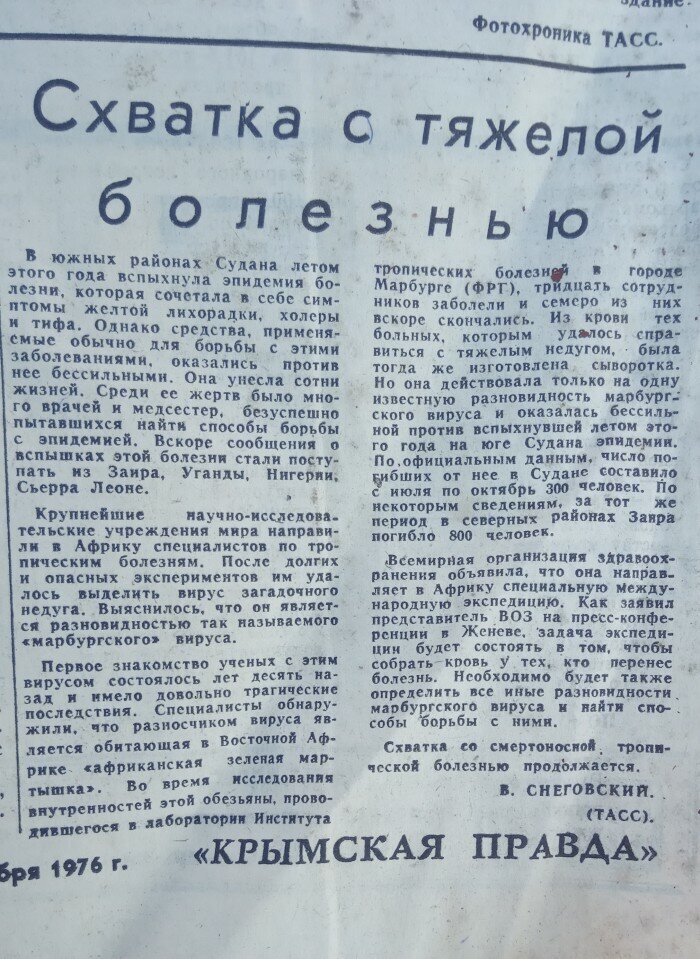 здание.
Фотохроника ТАСС.
Схватка с тяжелой
болезнью
В южных районах Судана летом
этого года вспыхнула эпидемия бо-
лезни, которая сочетала в себе сим-
птомы желтой лихорадки, холеры
и тифа. Однако средства, применя-
емые обычно для борьбы с этими
заболеваниями, оказались против
нее бессильными. Она унесла сотни
жизней. Среди ее жертв было мно-
го врачей и медсестер, безуспешно
пытавшихся найти способы борьбы
с эпидемией. Вскоре сообщения о
вспышках этой болезни стали посту-
пать из Заира, Уганды, Нигерии,
Сьерра Леоне.
Крупнейшие научно-исследова-
тельские учреждения мира направи-
ли в Африку специалистов по тро-
пическим болезням. После долгих
и опасных экспериментов им уда-
лось выделить вирус загадочного
недуга. Выяснилось, что он являет-
ся разновидностью так называемого
«марбургского» вируса.
Первое знакомство ученых с этим
вирусом состоялось лет десять на-
зад и имело довольно трагические
последствия. Специалисты обнару-
жили, что разносчиком вируса яв-
ляется обитающая в Восточной Аф-
рике «африканская зеленая мар-
тышка». Во время исследования
внутренностей этой обезьяны, прово-
дившегося в лаборатории Института
тропических болезней в городе
Марбурге (ФРГ), тридцать сотруд-
ников заболели и семеро из них
вскоре скончались. Из крови тех
больных, которым удалось спра-
виться с тяжелым недугом, была
тогда же изготовлена сыворотка.
Но она действовала только на одну
известную разновидность марбург-
ского вируса и оказалась бессиль-
ной против вспыхнувшей летом это-
го года на юге Судана эпидемии.
По официальным данным, число по-
гибших от нее в Судане составило
с июля по октябрь 300 человек. По
некоторым сведениям, за тот же
период в северных районах Заира
погибло 800 человек.
Всемирная организация здравоох-
ранения объявила, что она направ-
ляет в Африку специальную между-
народную экспедицию. Как заявил
представитель ВОЗ на пресс-конфе-
ренции в Женеве, задача экспеди-
ции будет состоять в том, чтобы
собрать кровь у тех, кто перенес
болезнь. Необходимо будет также
определить все иные разновидности
марбургского вируса и найти спо-
собы борьбы с ними.
Схватка со смертоносной тропи-
ческой болезнью продолжается.
В. СНЕГОВСКИЙ.
(ТАСС).
бря 1976 г. «КРЫМСКАЯ ПРАВДА»